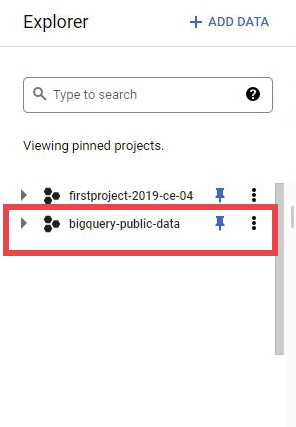 Explorer
+ ADD DATA
Type to search
?
Viewing pinned projects.
firstproject-2019-ce-04
bigquery-public-data